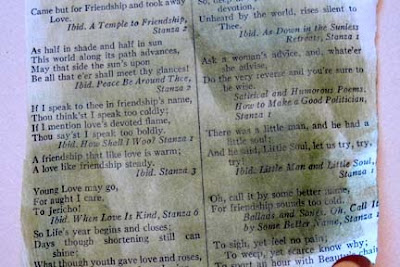 Came but for Friendship and took away
Love.
Ibid. A Temple to Friendship,
Stanza 2
As half in shade and half in sun
This world along its path advances,
May that side the sun's upon
Be all that e'er shall meet thy glances!
Ibid. Peace Be Around Thee,
Stanza 2
If I speak to thee in friendship's name,
Thou think'st I speak too coldly;
If I mention love's devoted flame,
Thou say'st I speak too boldly.
Ibid. How Shall I Woo? Stanza 1
A friendship that like love is warm;
A love like friendship steady.
Ibid. Stanza 3
Young Love may go,
For aught I care,
To Jericho!
Ibid. When Love Is Kind, Stanza 6
So Life's year begins and closes;
Days though shortening still can
shine;
What though youth gave love and roses,
devotion,
Unheard by the world, rises silent to
Thee.
Ibid. As Down in the Sunless
Retreats, Stanza 1
Ask a woman's advice, and, whate'er
she advise,
Do the very reverse and you're sure to
be wise.
Satirical and Humorous Poems.
How to Make a Good Politician,
Stanza 1
There was a little man, and he had a
little soul,
And he said, Little Soul, let us try, try,
try.
Ibid. Little Man and Little Soul,
Stanza 1
Oh, call it by some better name,
For friendship sounds too cold.
Ballads and Songs. Oh, Call It
by Some Better Name, Stanza 1
To sigh, yet feel no pain,
To weep, yet scarce know why;
To sport an hour with Beauty's chain